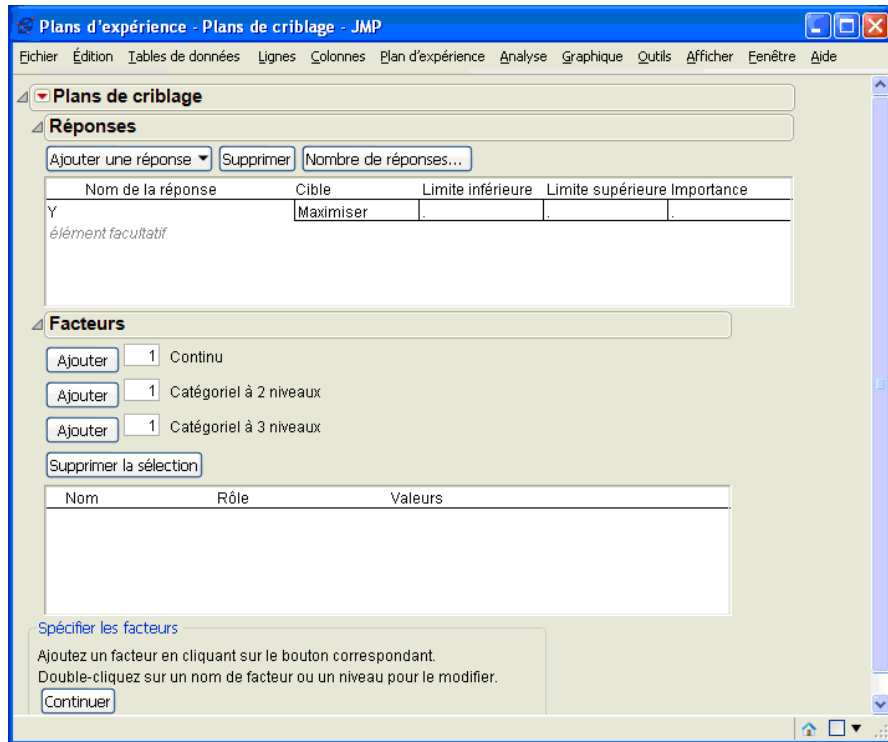 Plans d'expérience - Plans de criblage - JMP
Fichier Édition Tables de données Lignes Colonnes Plan d'expérience Analyse Graphique Outils Afficher Fenêtre Aide
Plans de criblage
Réponses
Ajouter une réponse Supprimer Nombre de réponses...
Nom de la réponse Cible Limite inférieure Limite supérieure Importance
Y Maximiser . . .
élément facultatif
Facteurs
Ajouter 1 Continu
Ajouter 1 Catégoriel à 2 niveaux
Ajouter 1 Catégoriel à 3 niveaux
Supprimer la sélection
Nom Rôle Valeurs
Spécifier les facteurs
Ajoutez un facteur en cliquant sur le bouton correspondant.
Double-cliquez sur un nom de facteur ou un niveau pour le modifier.
Continuer